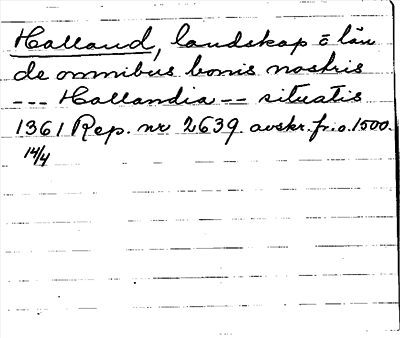 Halland, landskap ō län
de omnibus bonis nostris
--- Hallandia -- situatis
1361 Rep. nr 2639 avskr. fr. o. 1500.
14/4